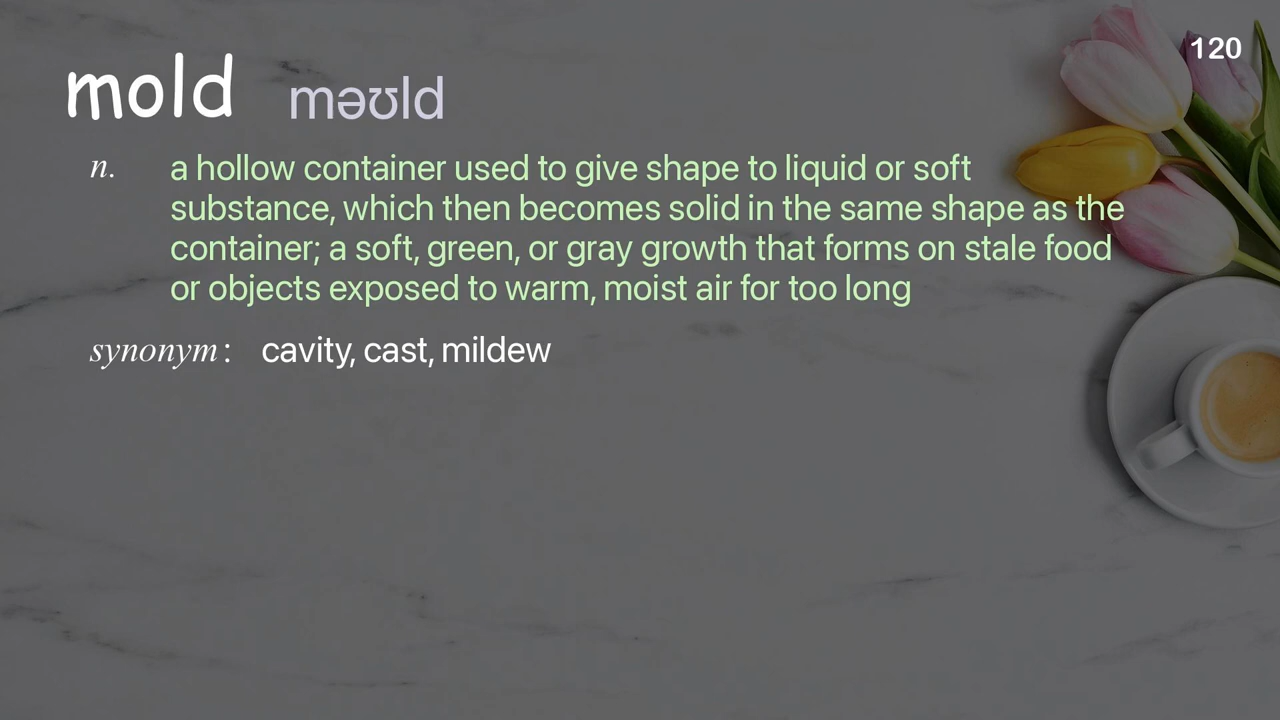 120
mold məʊld
n. a hollow container used to give shape to liquid or soft
substance, which then becomes solid in the same shape as the
container; a soft, green, or gray growth that forms on stale food
or objects exposed to warm, moist air for too long
synonym: cavity, cast, mildew